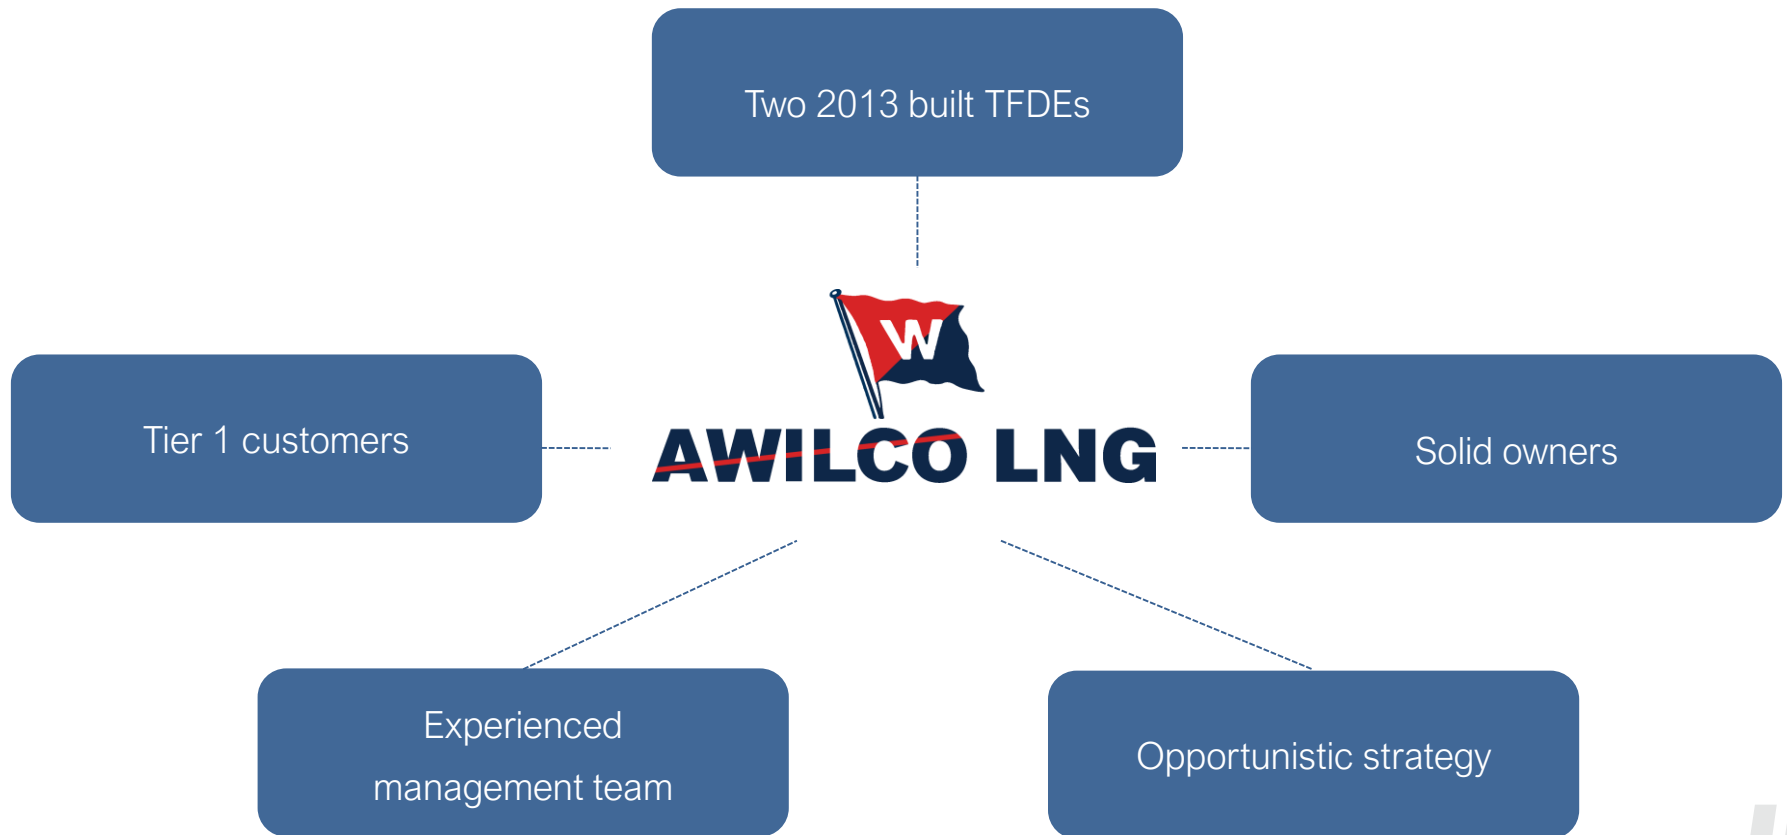 Two 2013 built TFDEs
W
AWILCO LNG
Tier 1 customers
Solid owners
Experienced
management team
Opportunistic strategy